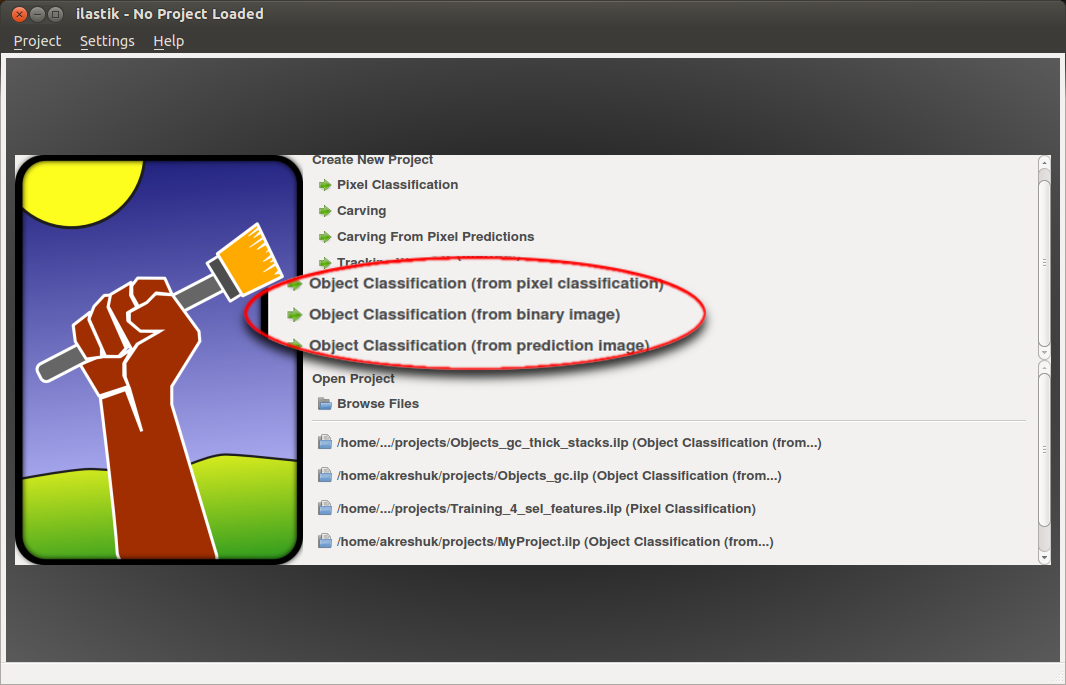 ilastik - No Project Loaded
Project Settings Help
Create New Project
Pixel Classification
Carving
Carving From Pixel Predictions
Object Classification (from pixel classification)
Object Classification (from binary image)
Object Classification (from prediction image)
Open Project
Browse Files
/home/.../projects/Objects_gc_thick_stacks.ilp (Object Classification (from...)
/home/akreshuk/projects/Objects_gc.ilp (Object Classification (from...)
/home/.../projects/Training_4_sel_features.ilp (Pixel Classification)
/home/akreshuk/projects/MyProject.ilp (Object Classification (from...)